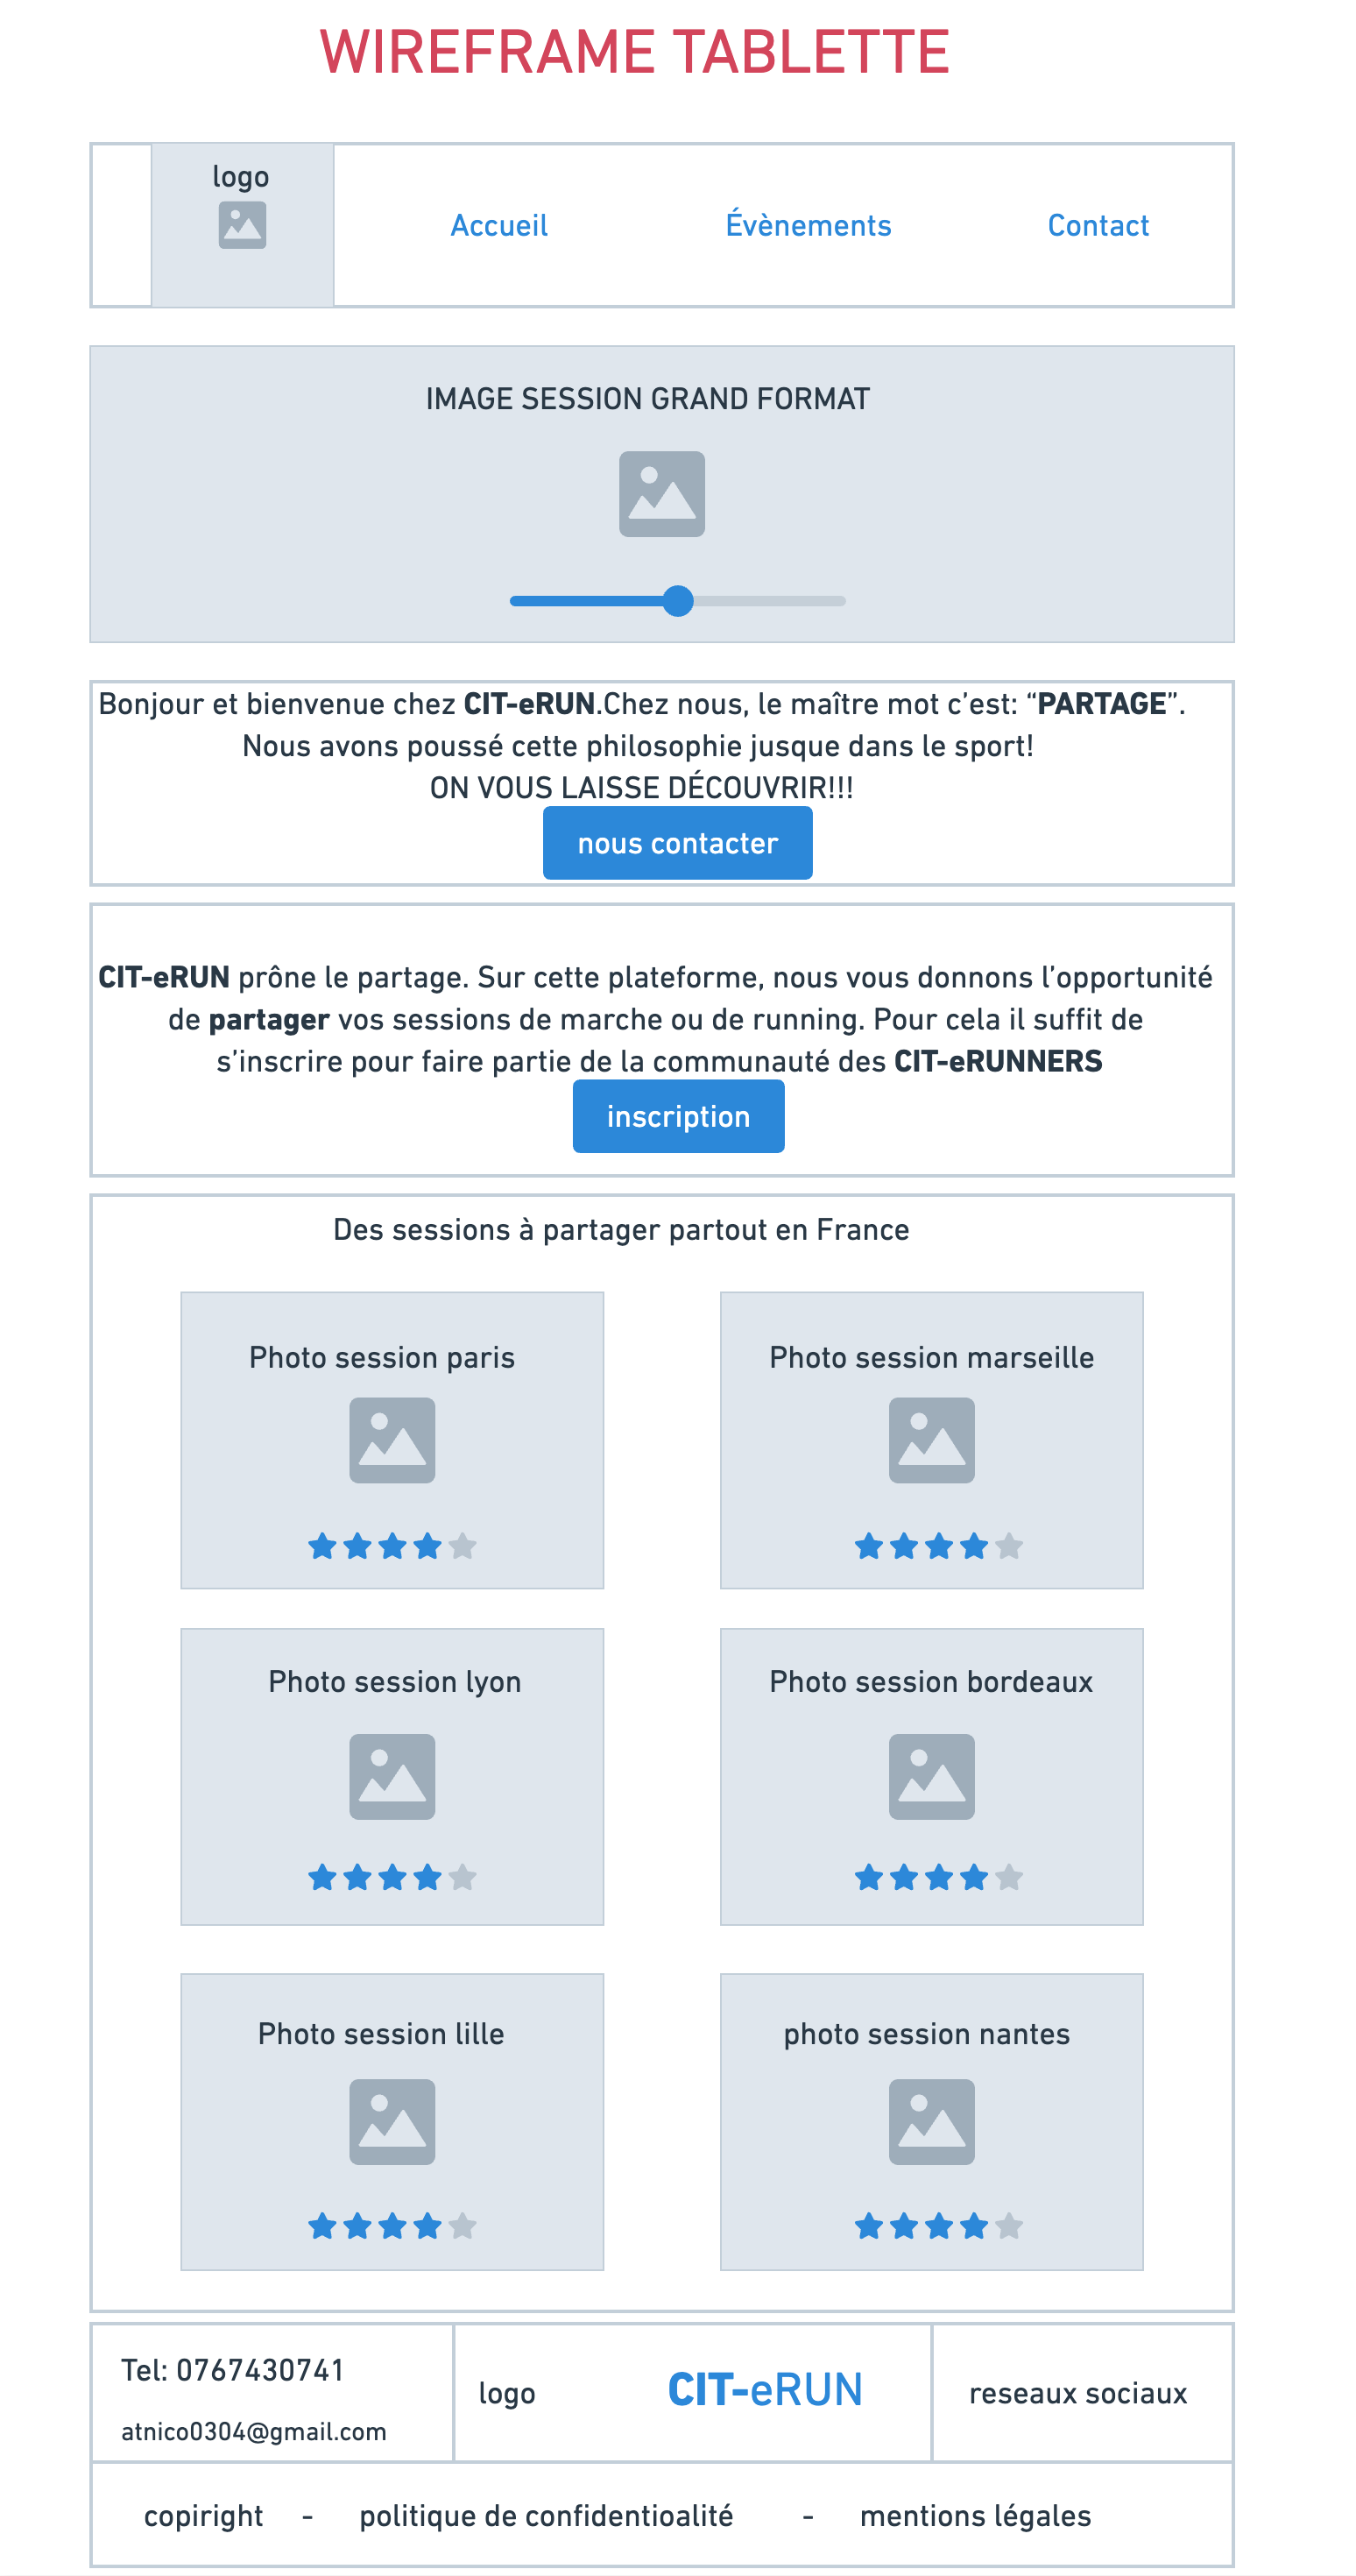 WIREFRAME TABLETTE
logo
Accueil
Évènements
Contact
IMAGE SESSION GRAND FORMAT
Bonjour et bienvenue chez CIT-eRUN.Chez nous, le maître mot c’est: “PARTAGE”.
Nous avons poussé cette philosophie jusque dans le sport!
ON VOUS LAISSE DÉCOUVRIR!!!
nous contacter
CIT-eRUN prône le partage. Sur cette plateforme, nous vous donnons l’opportunité
de partager vos sessions de marche ou de running. Pour cela il suffit de
s’inscrire pour faire partie de la communauté des CIT-eRUNNERS
inscription
Des sessions à partager partout en France
Photo session paris
Photo session marseille
Photo session lyon
Photo session bordeaux
Photo session lille
photo session nantes
Tel: 0767430741
atnico0304@gmail.com
logo
CIT-eRUN
reseaux sociaux
copiright - politique de confidentioalité - mentions légales